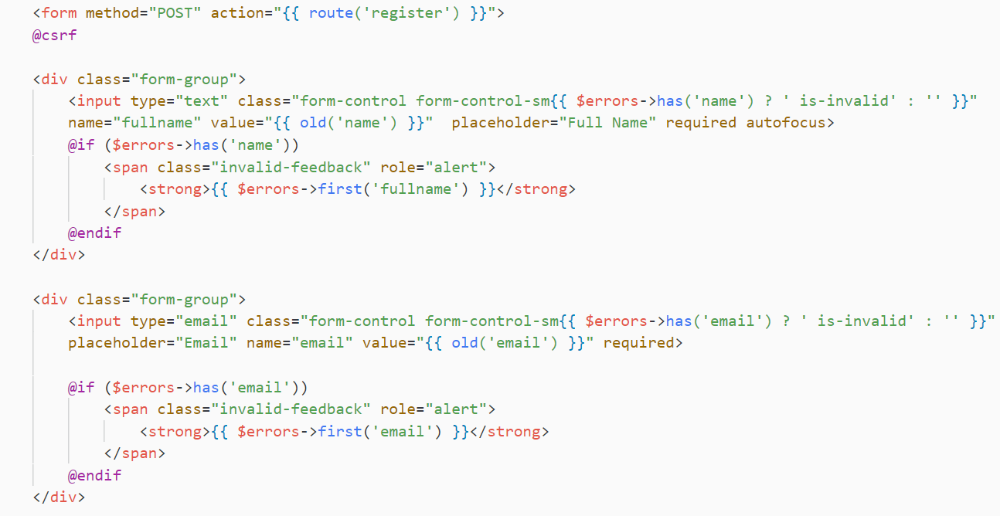 <form method="POST" action="{{ route('register') }}">
@csrf
<div class="form-group">
<input type="text" class="form-control form-control-sm{{ $errors->has('name') ? ' is-invalid' : '' }}"
name="fullname" value="{{ old('name') }}"  placeholder="Full Name" required autofocus>
@if ($errors->has('name'))
<span class="invalid-feedback" role="alert">
<strong>{{ $errors->first('fullname') }}</strong>
</span>
@endif
</div>
<div class="form-group">
<input type="email" class="form-control form-control-sm{{ $errors->has('email') ? ' is-invalid' : '' }}"
placeholder="Email" name="email" value="{{ old('email') }}" required>
@if ($errors->has('email'))
<span class="invalid-feedback" role="alert">
<strong>{{ $errors->first('email') }}</strong>
</span>
@endif
</div>